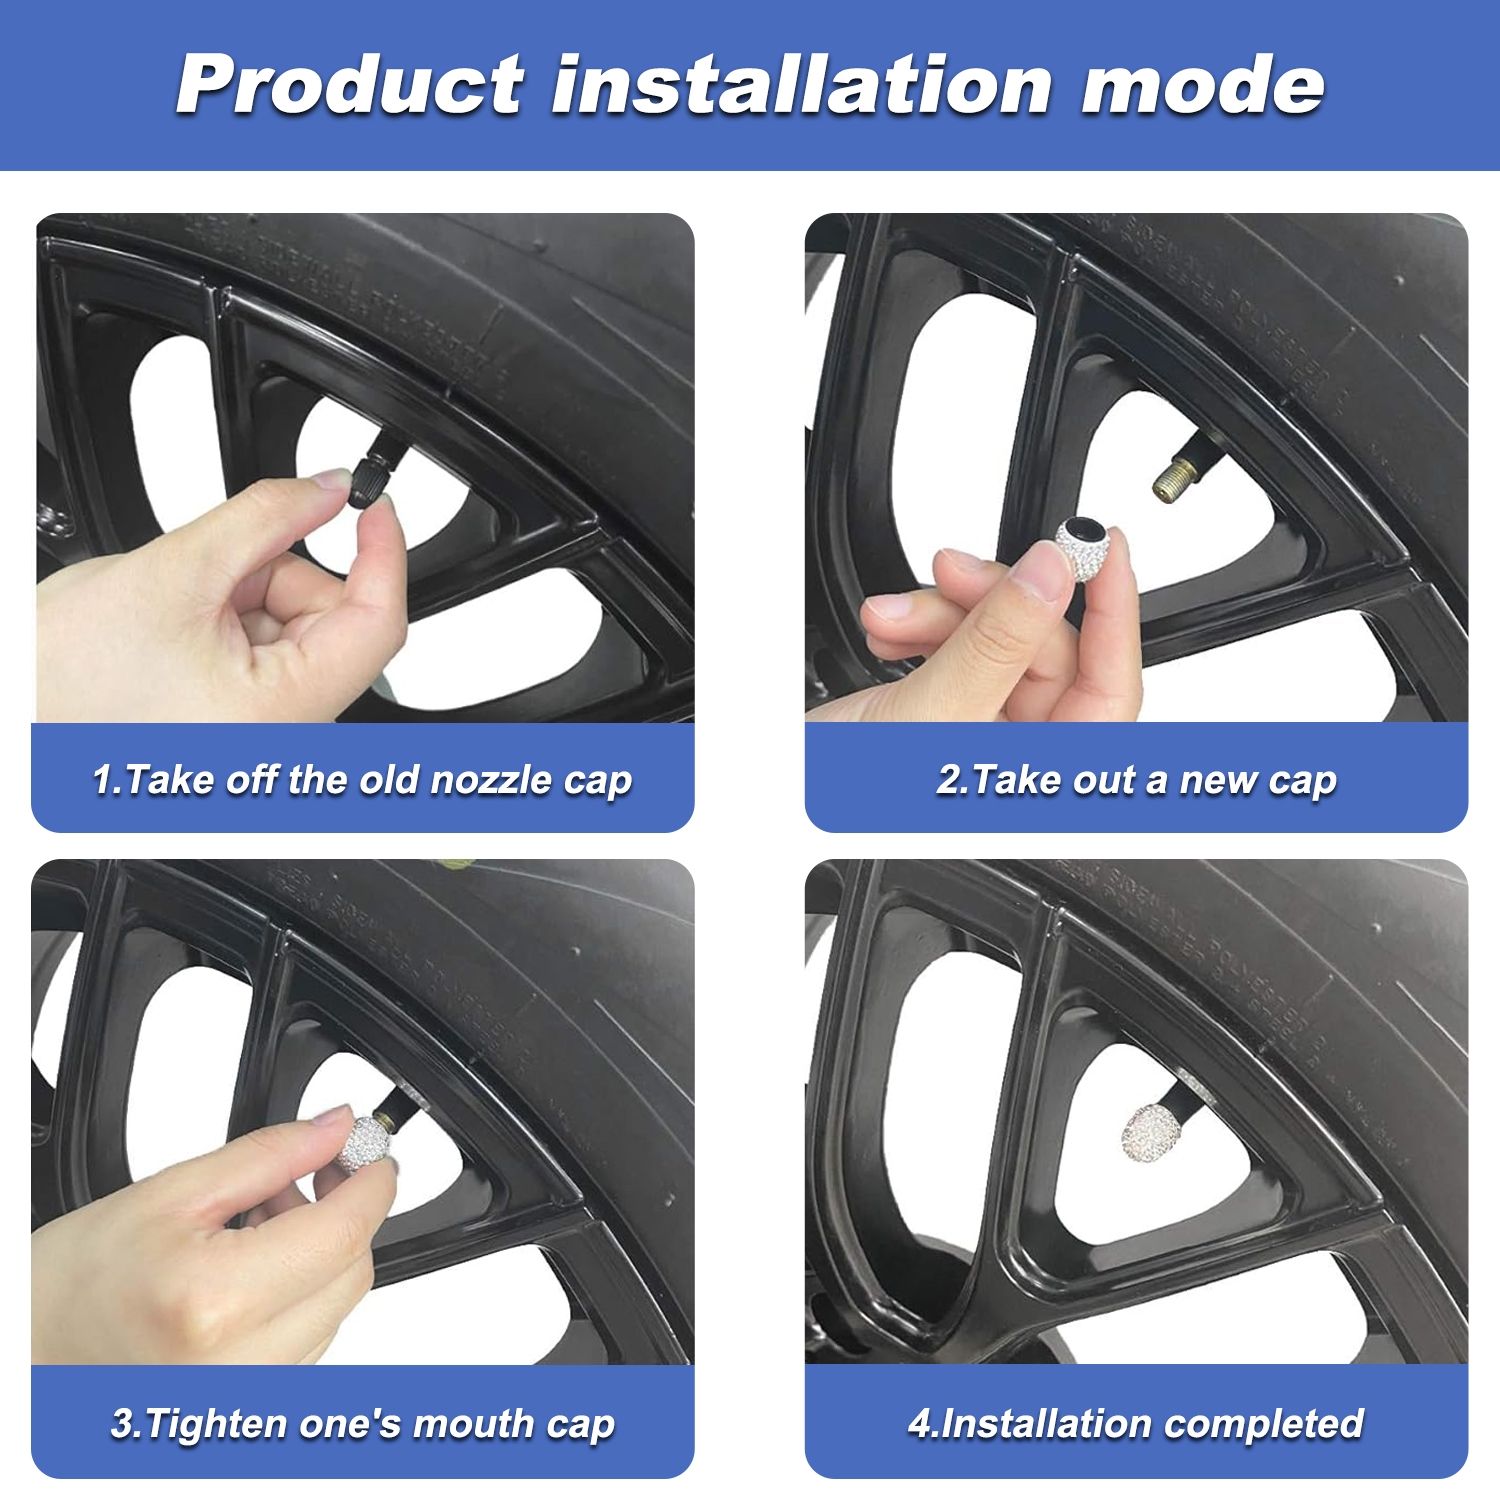 Product installation mode
1.Take off the old nozzle cap
2.Take out a new cap
3.Tighten one's mouth cap
4.Installation completed